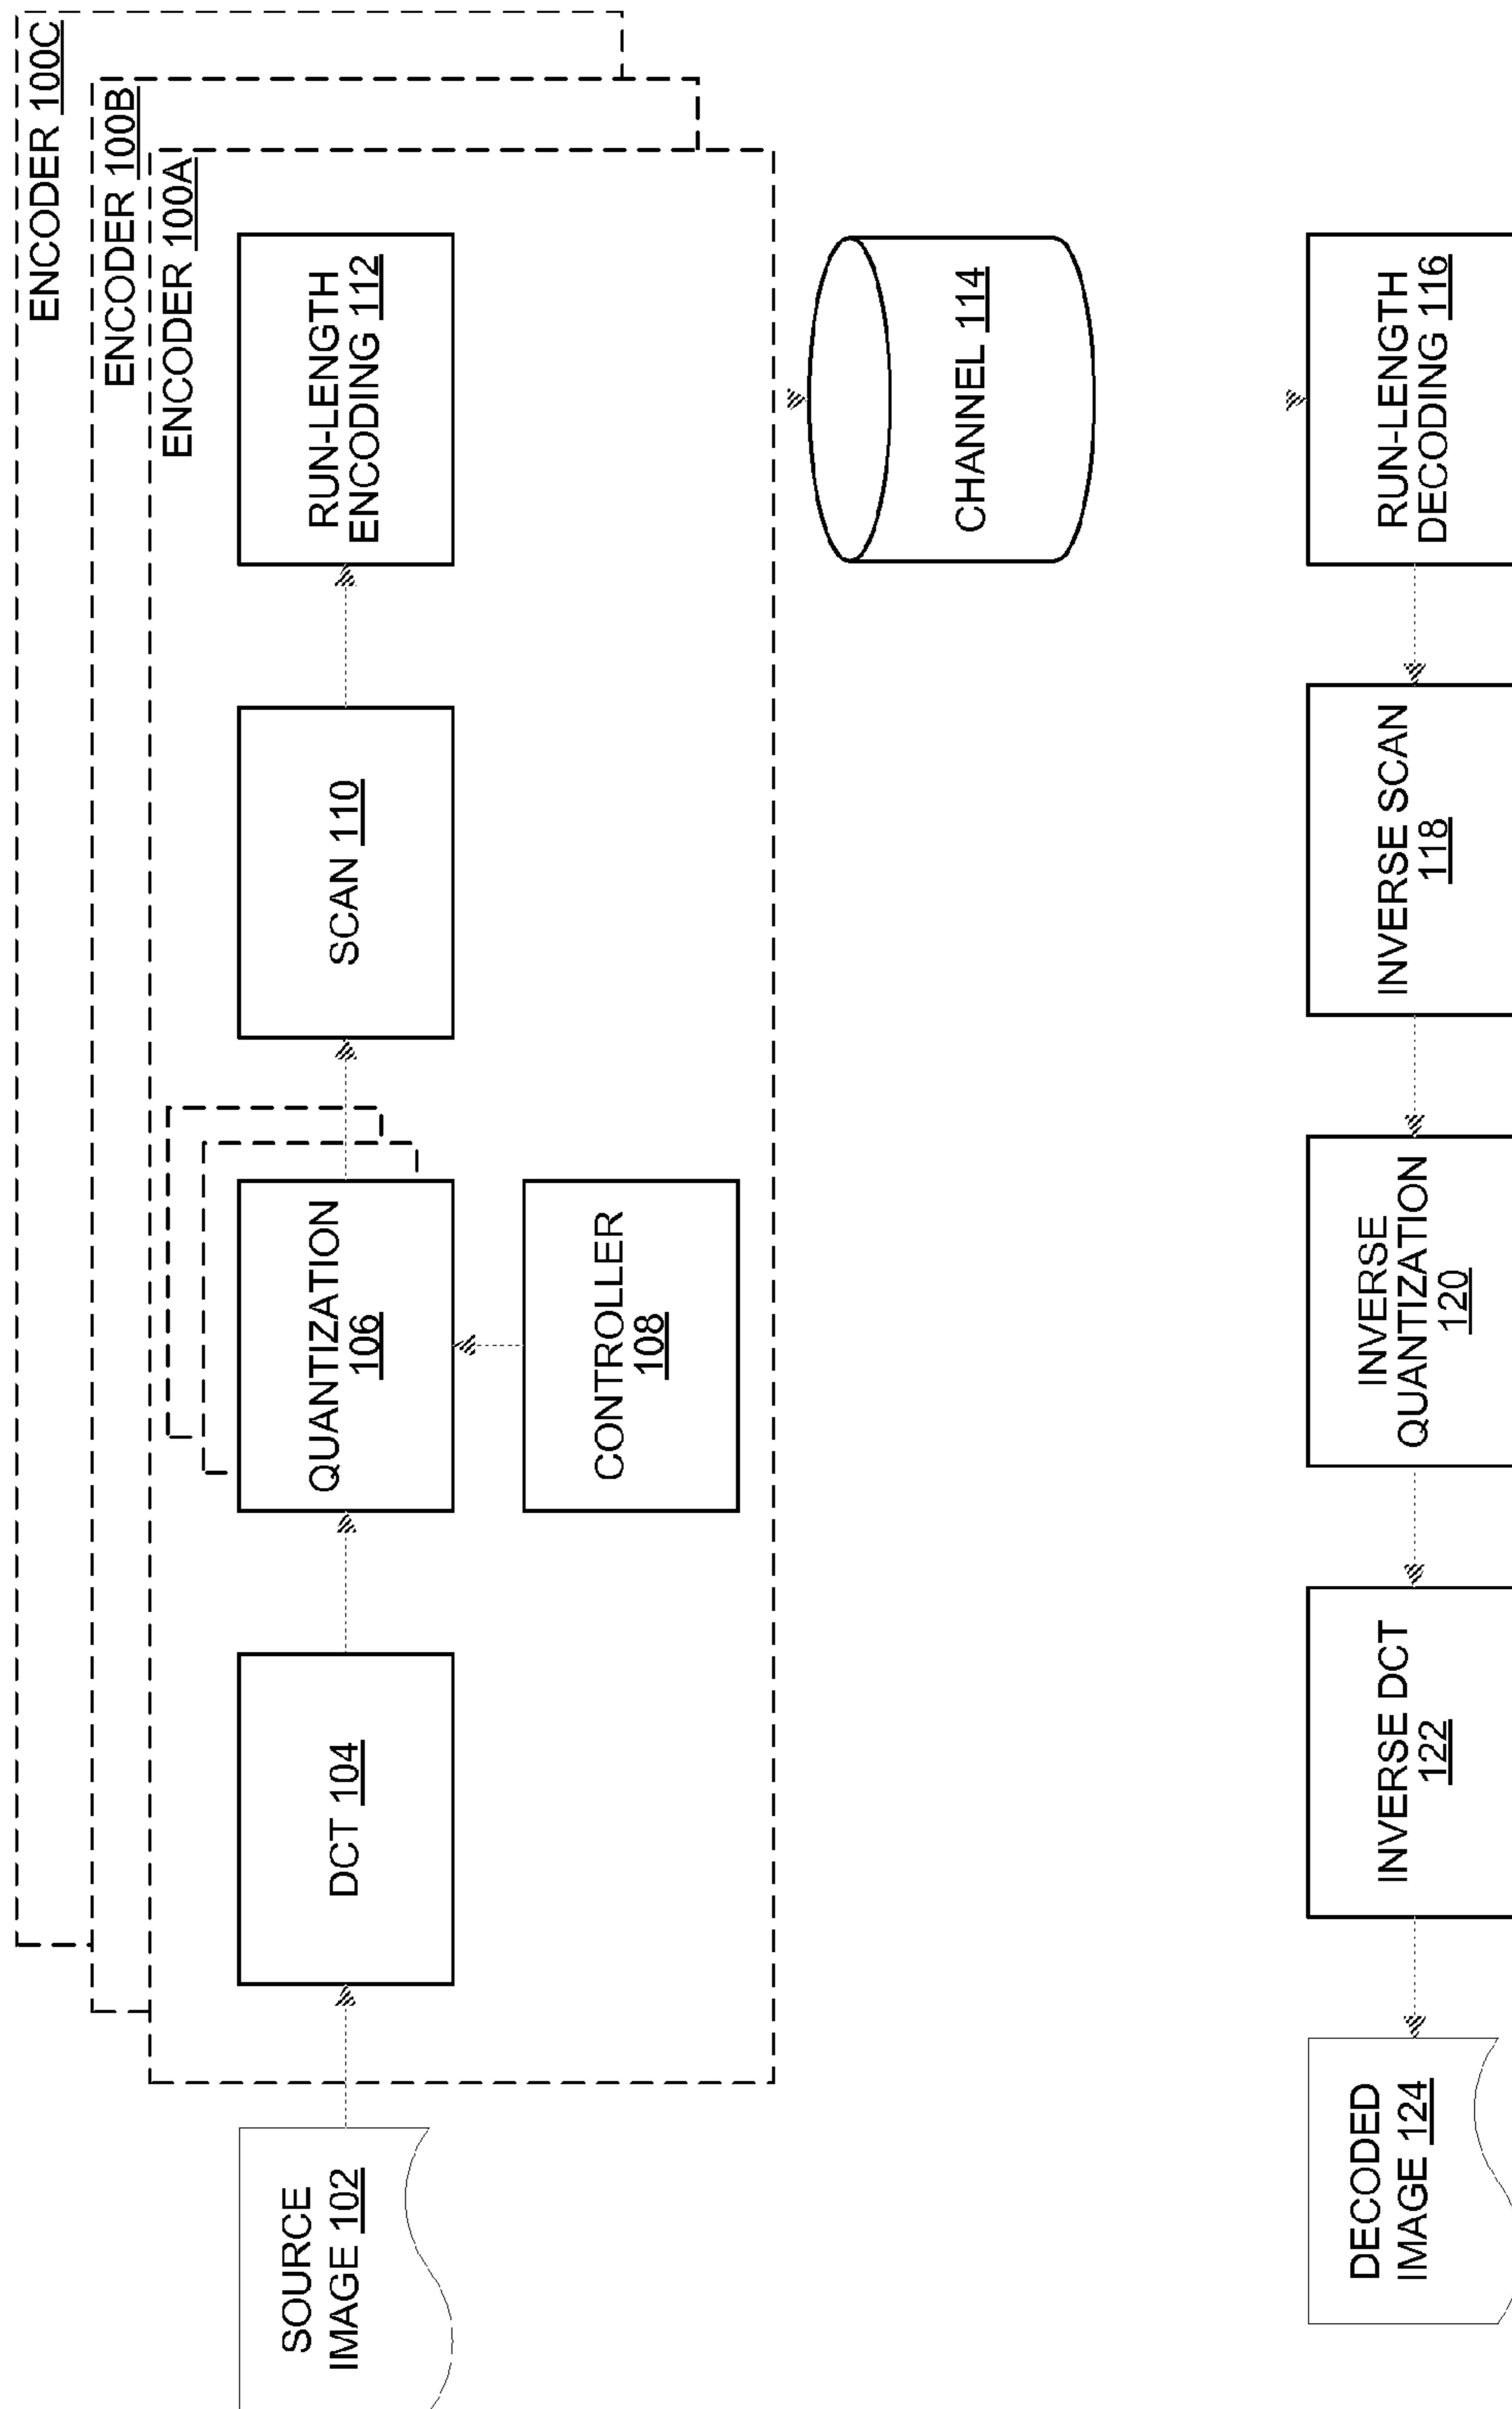 ENCODER 100C
ENCODER 100B
ENCODER 100A
SOURCE
IMAGE 102
DCT 104
QUANTIZATION
106
SCAN 110
RUN-LENGTH
ENCODING 112
CONTROLLER
108
CHANNEL 114
DECODED
IMAGE 124
INVERSE DCT
122
INVERSE
QUANTIZATION
120
INVERSE SCAN
118
RUN-LENGTH
DECODING 116